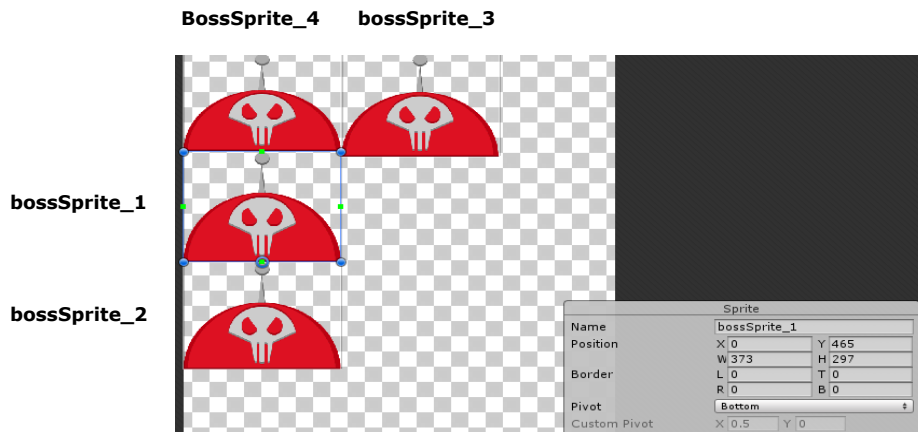 BossSprite_4 bossSprite_3
bossSprite_1
bossSprite_2
Sprite
Name bossSprite_1
Position X 0 Y 465
W 373 H 297
Border L 0 T 0
R 0 B 0
Pivot Bottom
Custom Pivot X 0.5 Y 0